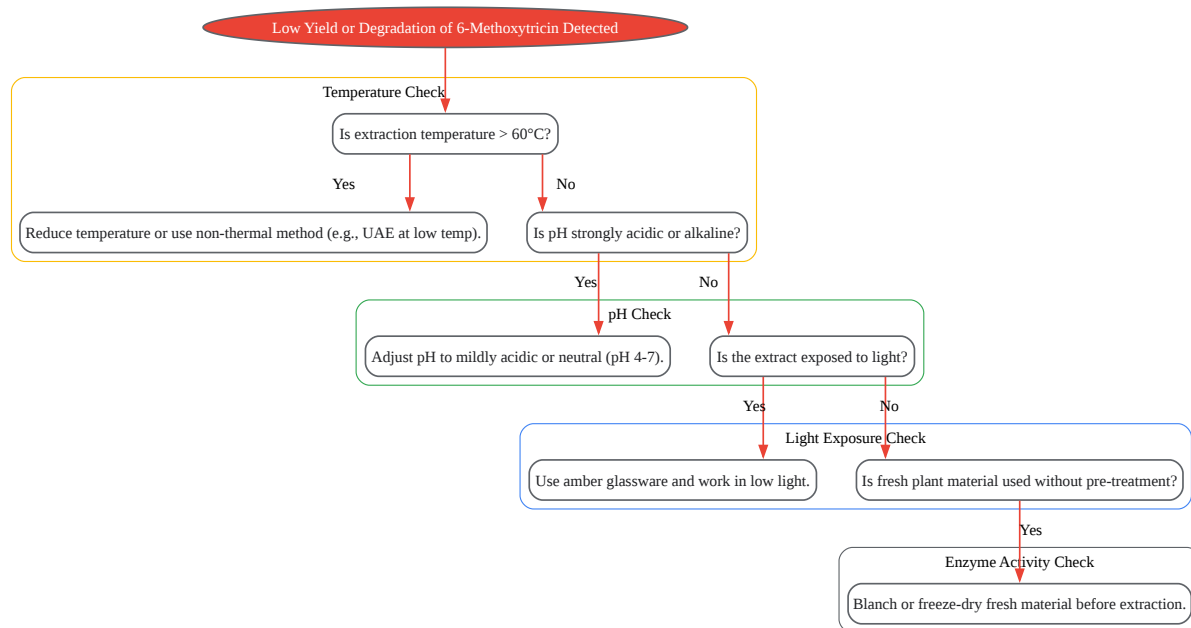 Low Yield or Degradation of 6-Methoxytricin Detected
Temperature Check
Is extraction temperature > 60°C?
Yes
No
Reduce temperature or use non-thermal method (e.g., UAE at low temp).
Is pH strongly acidic or alkaline?
Yes
No
pH Check
Adjust pH to mildly acidic or neutral (pH 4-7).
Is the extract exposed to light?
Yes
No
Light Exposure Check
Use amber glassware and work in low light.
Is fresh plant material used without pre-treatment?
Yes
Enzyme Activity Check
Blanch or freeze-dry fresh material before extraction.